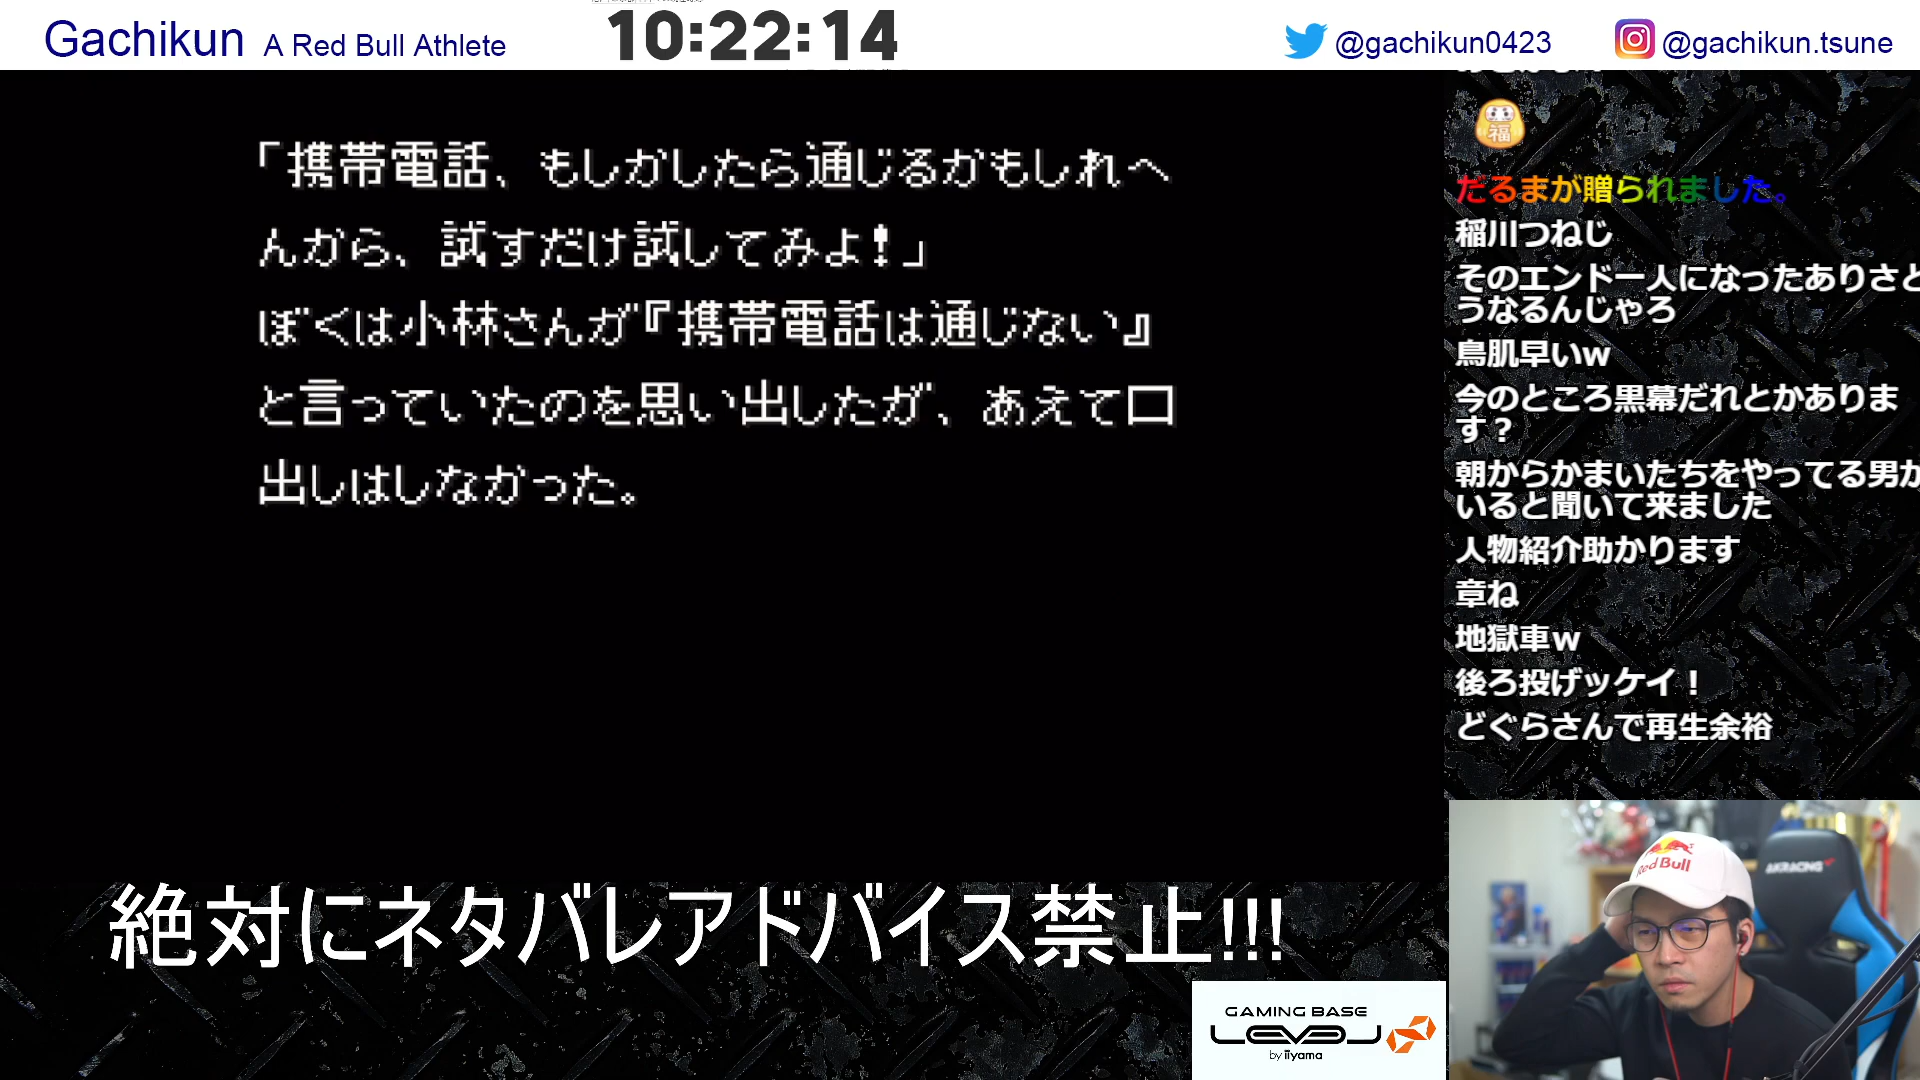 Gachikun A Red Bull Athlete
10:22:14
@gachikun0423
@gachikun.tsune
「携帯電話、もしかしたら通じるかもしれへ
んから、試すだけ試してみよ!」
ぼくは小林さんが『携帯電話は通じない』
と言っていたのを思い出したが、あえて口
出しはしなかった。
福
だるまが贈られました。
稲川つねじ
そのエンド一人になったありさど
うなるんじゃろ
鳥肌早いw
今のところ黒幕だれとかありま
す?
朝からかまいたちをやってる男が
いると聞いて来ました
人物紹介助かります
章ね
地獄車w
後ろ投げッケイ!
どぐらさんで再生余裕
絶対にネタバレアドバイス禁止!!!
GAMING BASE
LEVEL
by iiyama
Red Bull
AKRACING